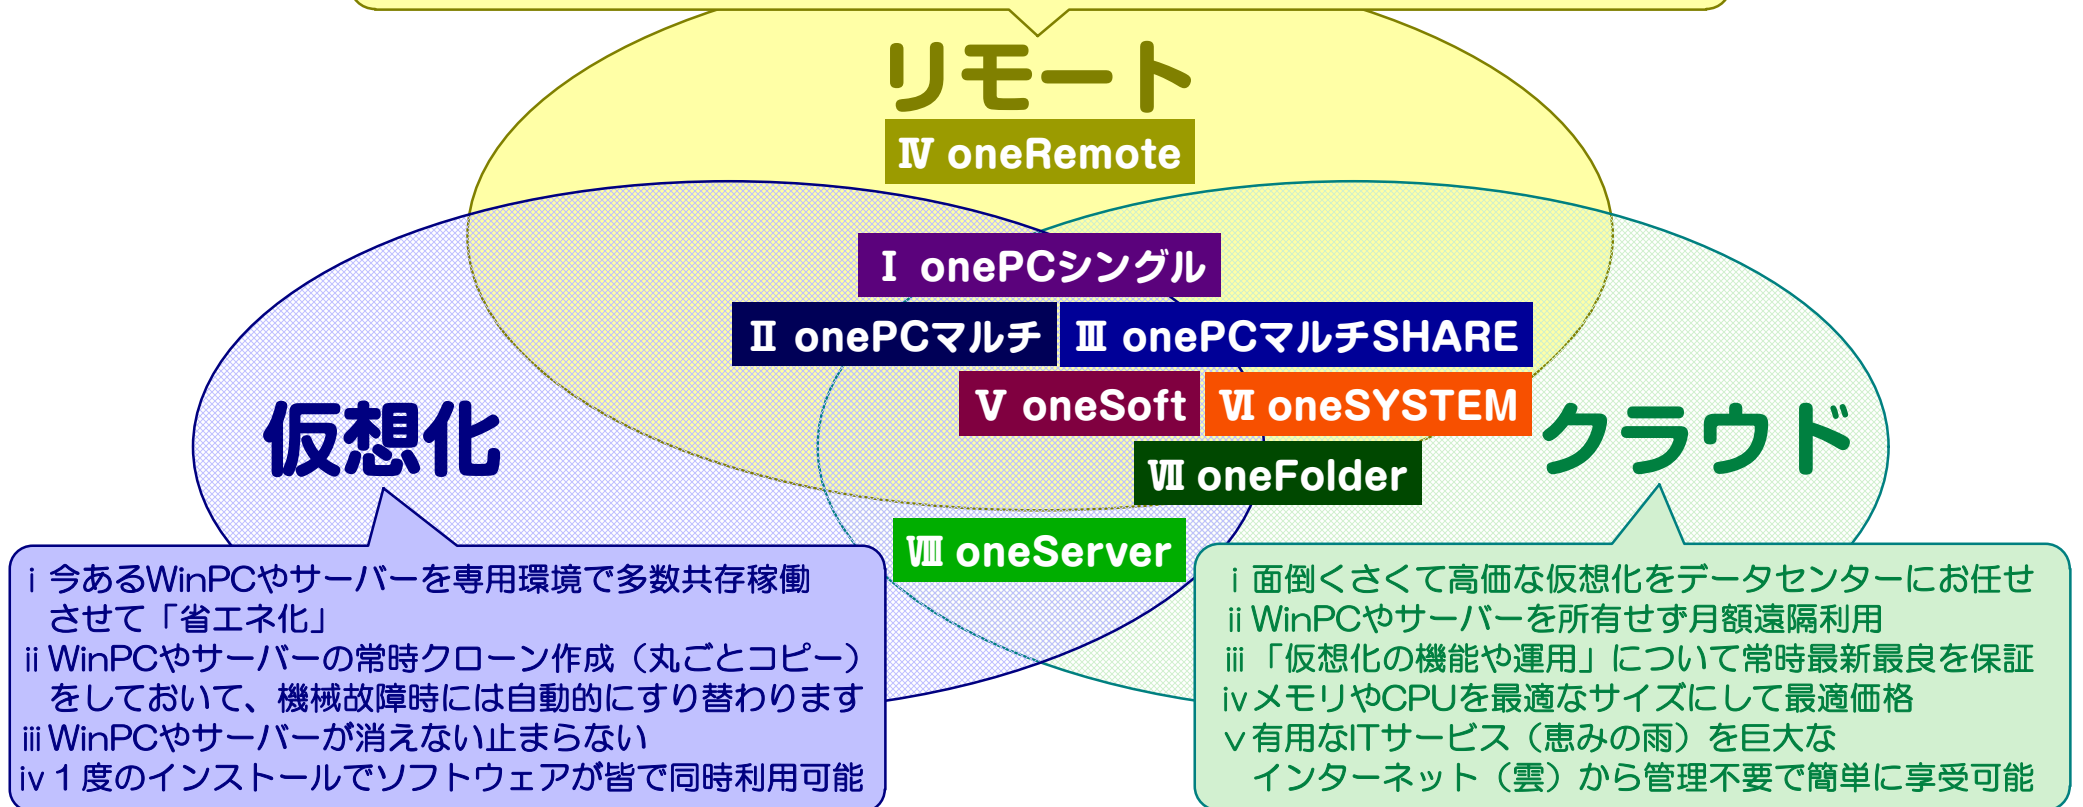 リモート
Ⅳ oneRemote
Ⅰ onePCシングル
Ⅱ onePCマルチ
Ⅲ onePCマルチSHARE
Ⅴ oneSoft
Ⅵ oneSYSTEM
仮想化
クラウド
Ⅶ oneFolder
Ⅷ oneServer
ⅰ 今あるWinPCやサーバーを専用環境で多数共存稼働
させて「省エネ化」
ⅱ WinPCやサーバーの常時クローン作成（丸ごとコピー）
をしておいて、機械故障時には自動的にすり替わります
ⅲ WinPCやサーバーが消えない止まらない
ⅳ １度のインストールでソフトウェアが皆で同時利用可能
ⅰ 面倒くさくて高価な仮想化をデータセンターにお任せ
ⅱ WinPCやサーバーを所有せず月額遠隔利用
ⅲ 「仮想化の機能や運用」について常時最新最良を保証
ⅳ メモリやCPUを最適なサイズにして最適価格
ⅴ 有用なITサービス（恵みの雨）を巨大な
インターネット（雲）から管理不要で簡単に享受可能